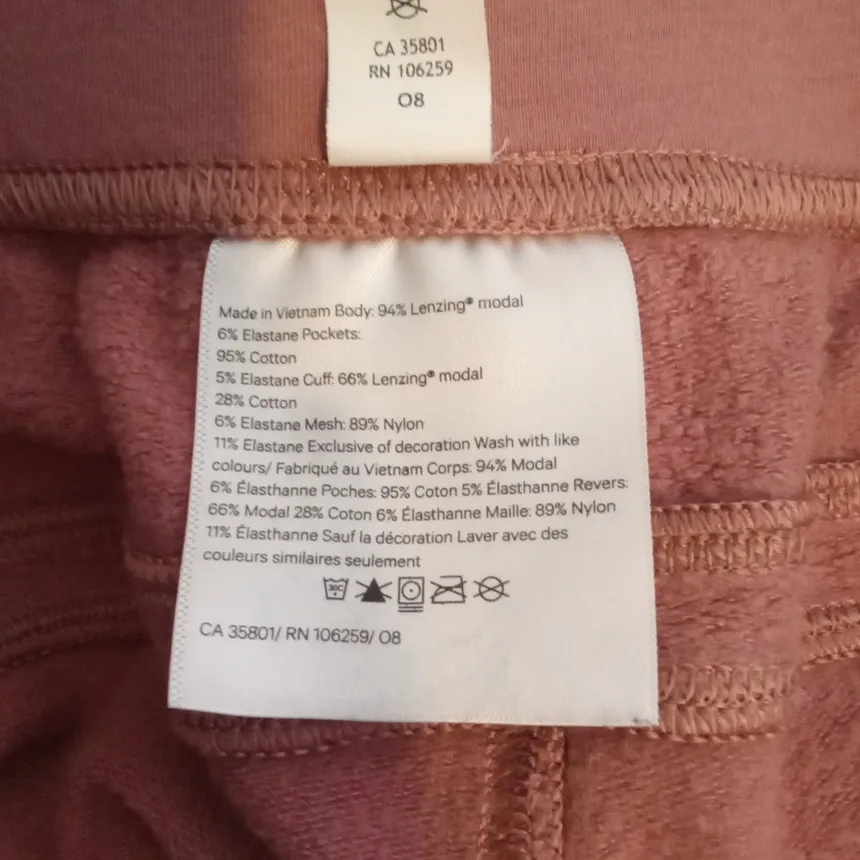 CA 35801
RN 106259
08
Made in Vietnam Body: 94% Lenzing® modal
6% Elastane Pockets:
95% Cotton
5% Elastane Cuff: 66% Lenzing® modal
28% Cotton
6% Elastane Mesh: 89% Nylon
11% Elastane Exclusive of decoration Wash with like
colours/ Fabriqué au Vietnam Corps: 94% Modal
6% Élasthanne Poches: 95% Coton 5% Élasthanne Revers:
66% Modal 28% Coton 6% Élasthanne Maille: 89% Nylon
11% Élasthanne Sauf la décoration Laver avec des
couleurs similaires seulement
30C
CA 35801/ RN 106259/ 08